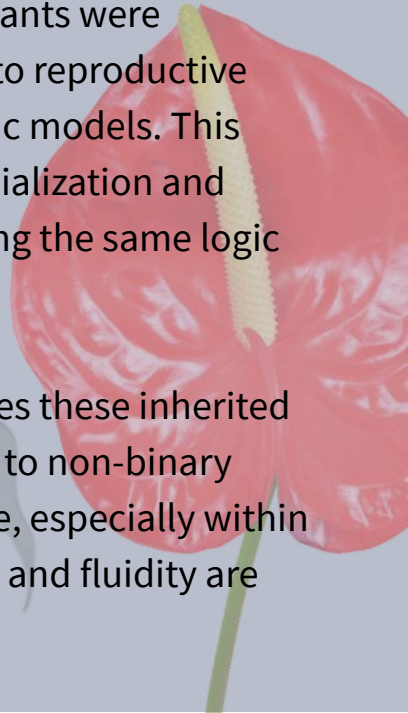 ants were
to reproductive
c models. This
ialization and
ng the same logic
es these inherited
to non-binary
e, especially within
and fluidity are